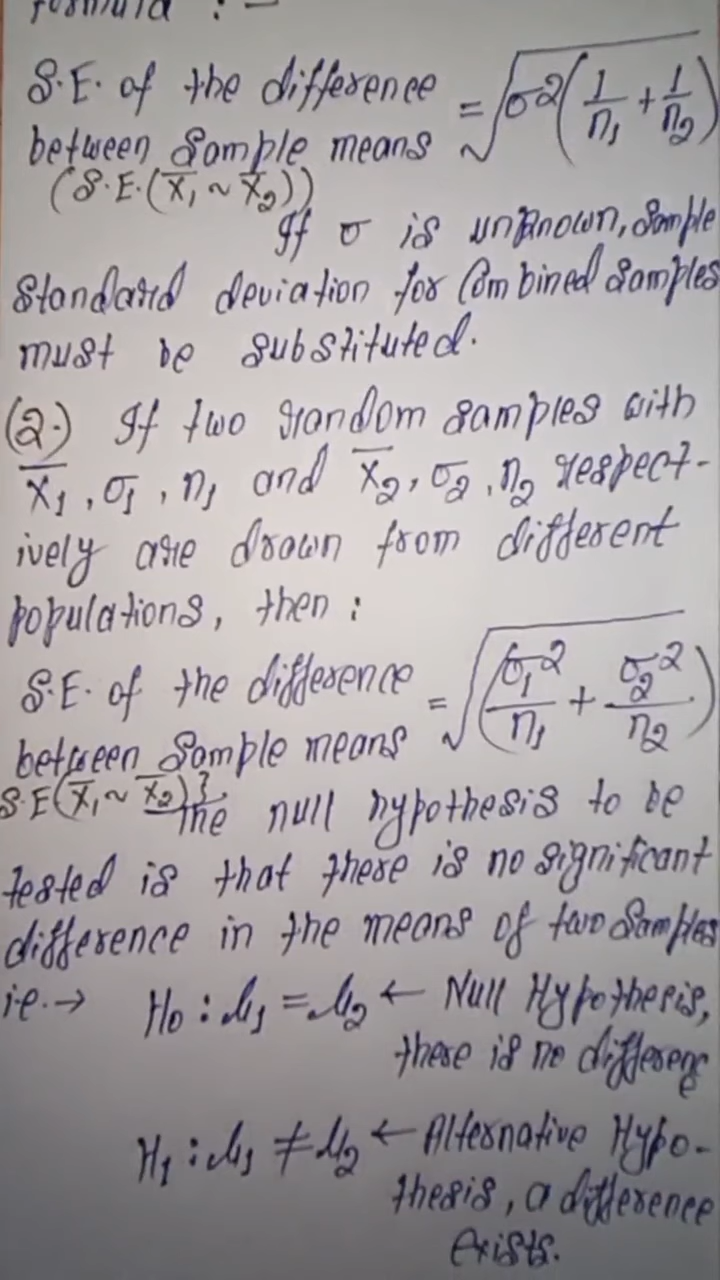 formula : -
S.E. of the difference
between Sample means = √σ2(1/n1 + 1/n2)
(S.E.(X̄1 ~ X̄2))
If σ is unknown, Sample
Standard deviation for Combined Samples
must be substituted.
(2.) If two random samples with
X̄1, σ1, n1 and X̄2, σ2, n2 respect-
ively are drawn from different
populations, then :
S.E. of the difference
between Sample means = √(σ1²/n1 + σ2²/n2)
S.E(X̄1 ~ X̄2)}
The null hypothesis to be
tested is that there is no significant
difference in the means of two Samples
i.e. → H0 : μ1 = μ2 ← Null Hypothesis,
there is no difference
H1 : μ1 ≠ μ2 ← Alternative Hypo-
thesis, a difference
exists.